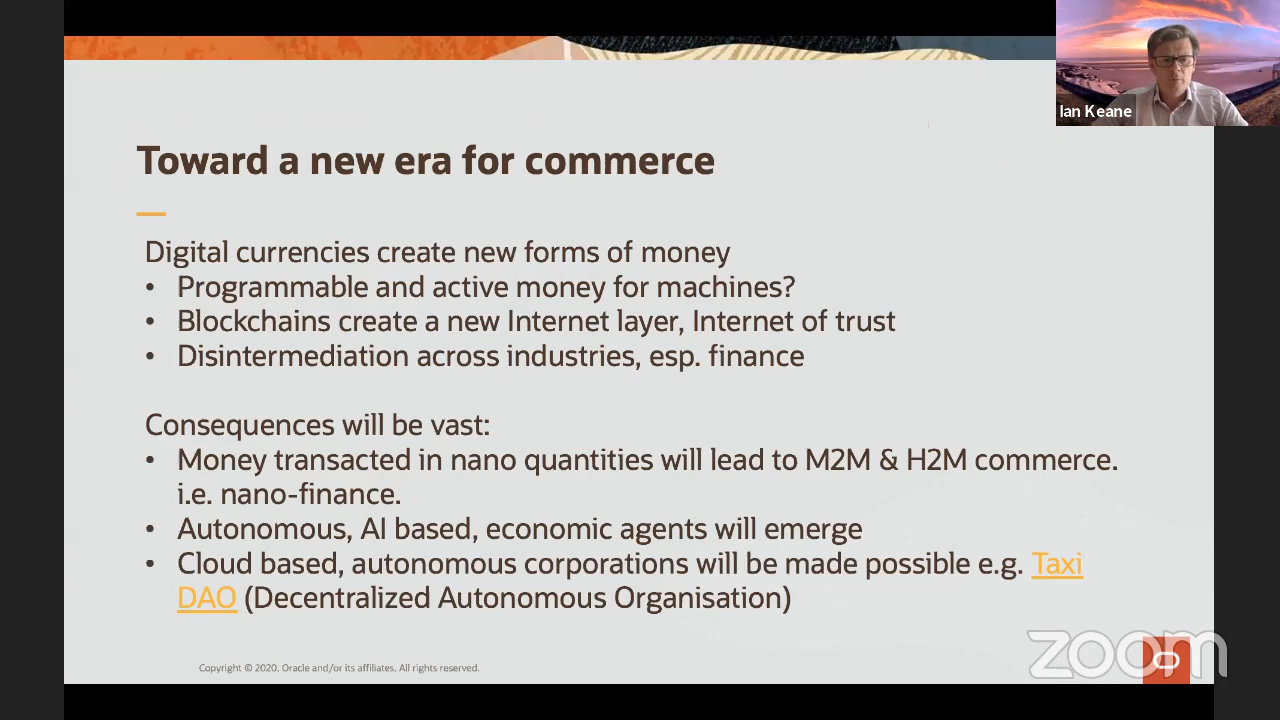 Ian Keane
Toward a new era for commerce
Digital currencies create new forms of money
• Programmable and active money for machines?
• Blockchains create a new Internet layer, Internet of trust
• Disintermediation across industries, esp. finance
Consequences will be vast:
• Money transacted in nano quantities will lead to M2M & H2M commerce.
i.e. nano-finance.
• Autonomous, AI based, economic agents will emerge
• Cloud based, autonomous corporations will be made possible e.g. Taxi
DAO (Decentralized Autonomous Organisation)
Copyright © 2020. Oracle and/or its affiliates. All rights reserved.
zoom